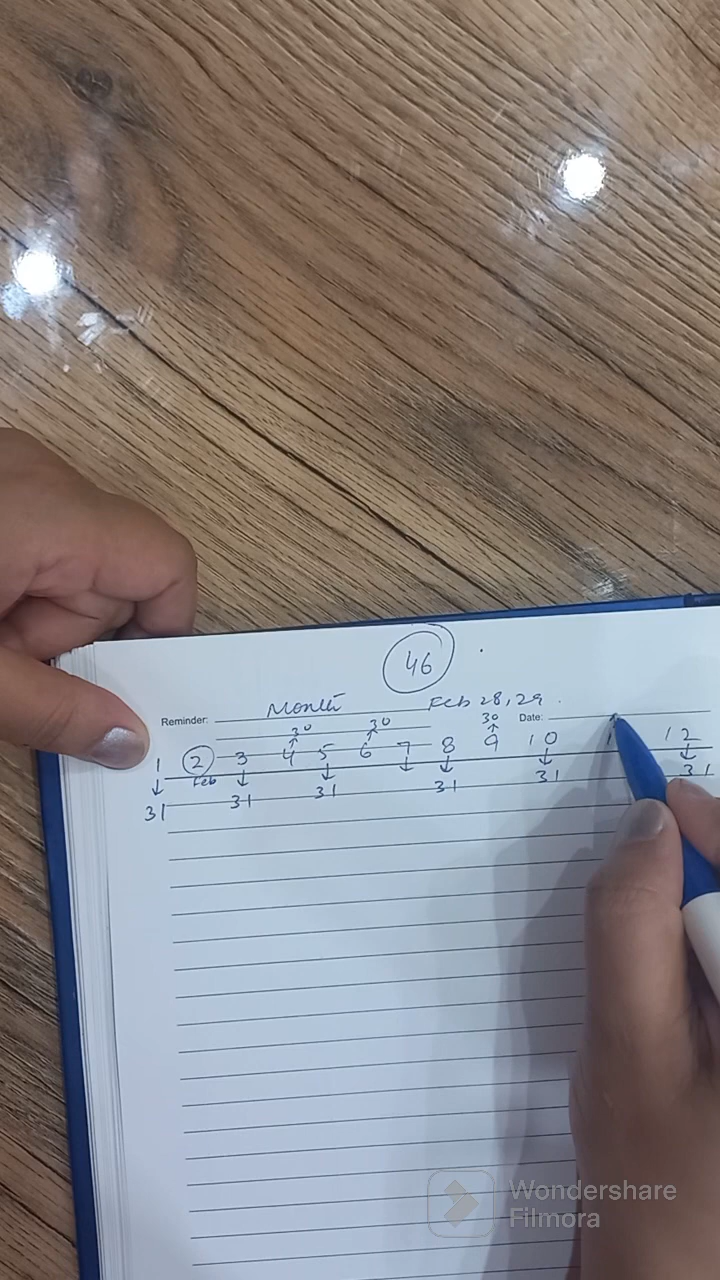 46
Reminder: Month Feb 28, 29
30 30 30 Date:
1 2 3 4 5 6 7 8 9 10 1 12
Feb
31 31 31 31 31 31
Wondershare
Filmora